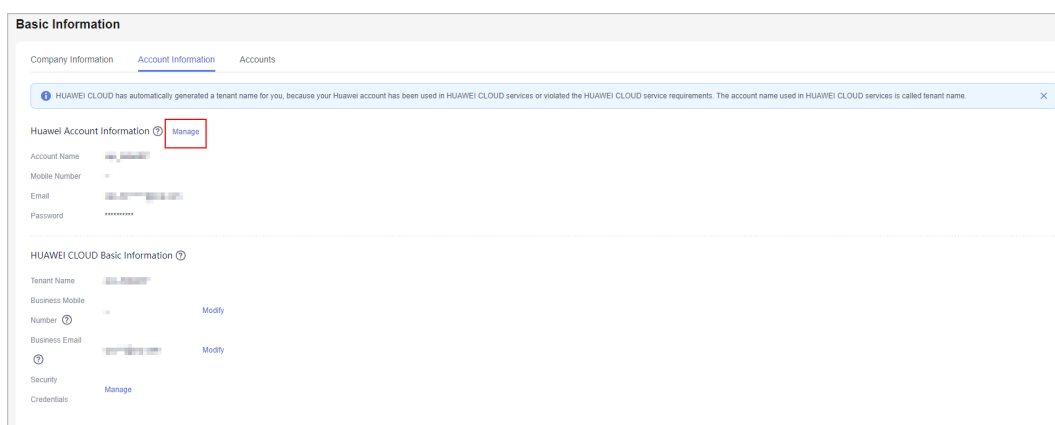 Basic Information
Company Information Account Information Accounts
HUAWEI CLOUD has automatically generated a tenant name for you, because your Huawei account has been used in HUAWEI CLOUD services or violated the HUAWEI CLOUD service requirements. The account name used in HUAWEI CLOUD services is called tenant name.
Huawei Account Information Manage
Account Name
Mobile Number
Email
Password **********
HUAWEI CLOUD Basic Information
Tenant Name
Business Mobile
Number Modify
Business Email
Modify
Security
Manage
Credentials